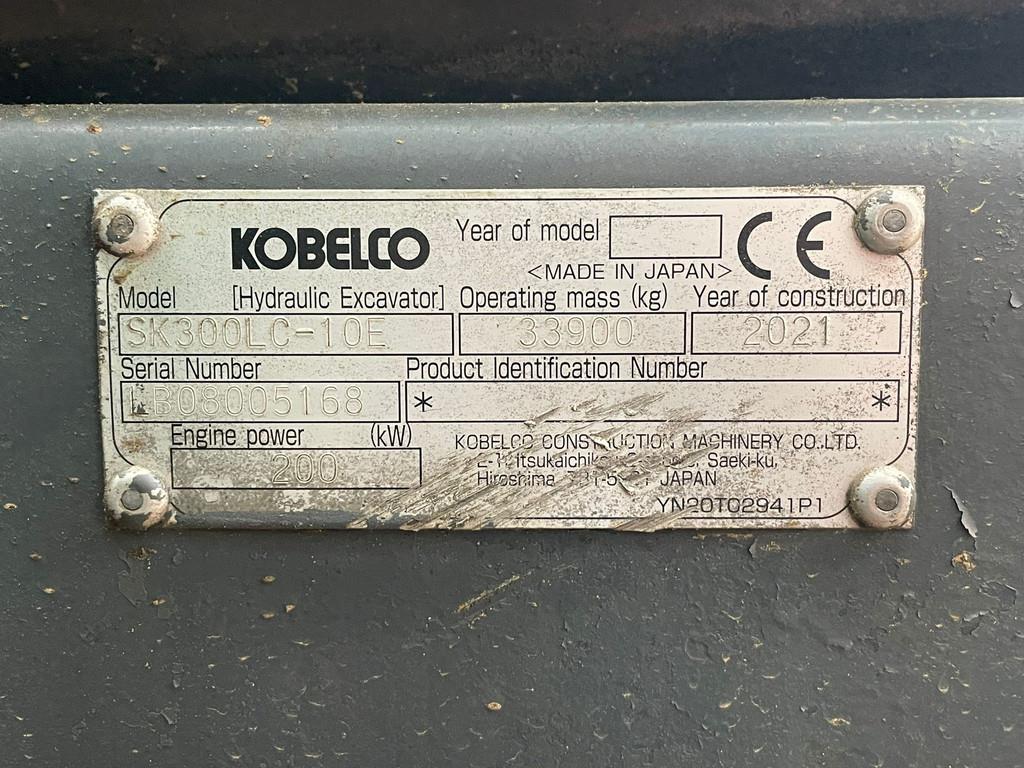 KOBELCO Year of model CE
<MADE IN JAPAN>
Model [Hydraulic Excavator] Operating mass (kg) Year of construction
SK300LC-10E 33900 2021
Serial Number Product Identification Number
LB08005168 * *
Engine power (kW) KOBELCO CONSTRUCTION MACHINERY CO.,LTD.
200 Saeki-ku,
Hiroshima JAPAN
YN20T02941P1